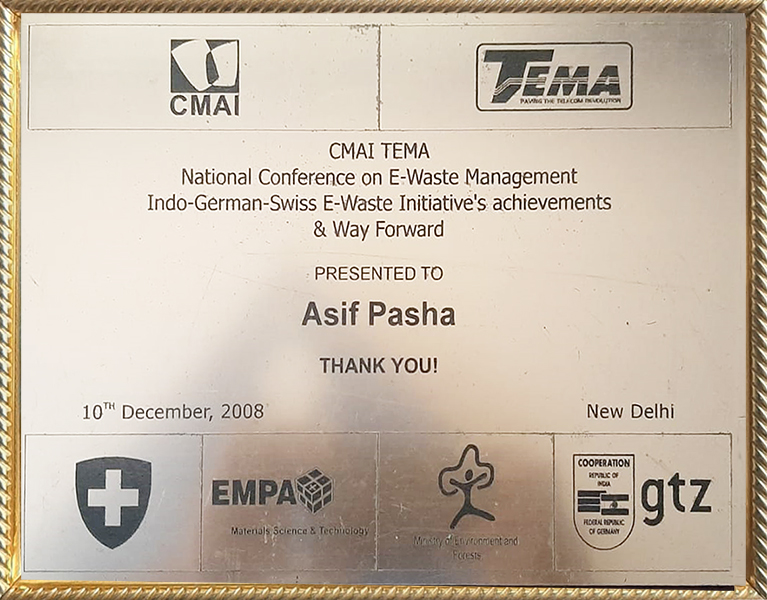 CMAI
TEMA
PAVING THE TELECOM REVOLUTION
CMAI TEMA
National Conference on E-Waste Management
Indo-German-Swiss E-Waste Initiative's achievements
& Way Forward
PRESENTED TO
Asif Pasha
THANK YOU!
10TH December, 2008
New Delhi
EMPA
Materials Science & Technology
Ministry of Environment and
Forests
COOPERATION
REPUBLIC OF
INDIA
FEDERAL REPUBLIC
OF GERMANY
gtz